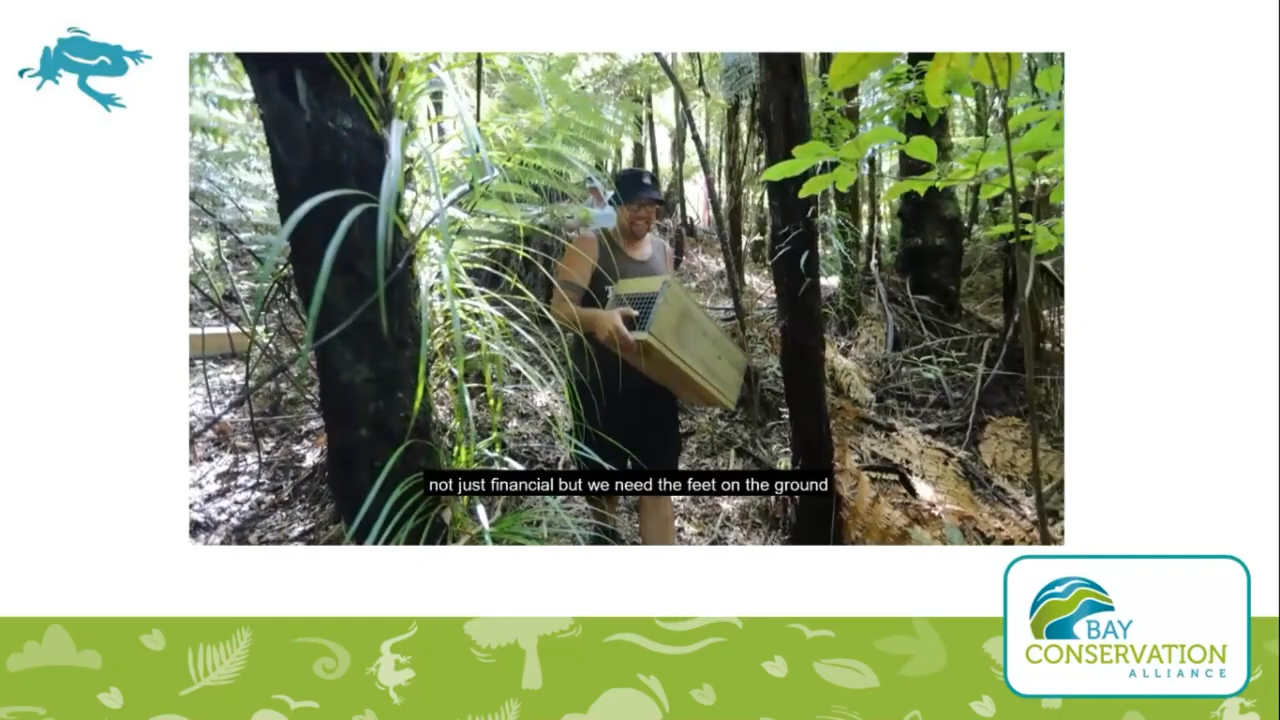 not just financial but we need the feet on the ground
BAY
CONSERVATION
ALLIANCE